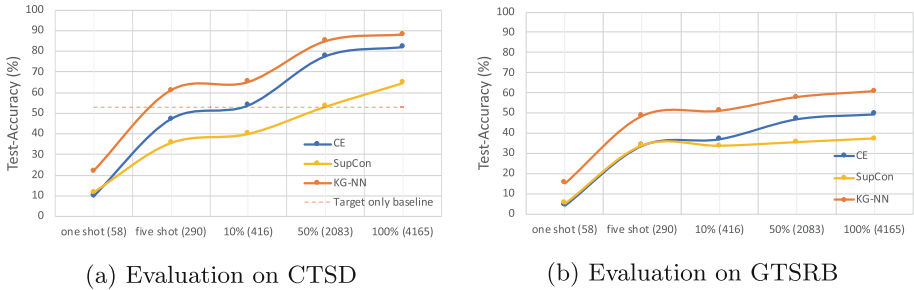 100
90
80
70
60
50
40
30
20
10
0
Test-Accuracy (%)
CE
SupCon
KG-NN
Target only baseline
one shot (58) five shot (290) 10% (416) 50% (2083) 100% (4165)
(a) Evaluation on CTSD
100
90
80
70
60
50
40
30
20
10
0
Test-Accuracy (%)
CE
SupCon
KG-NN
one shot (58) five shot (290) 10% (416) 50% (2083) 100% (4165)
(b) Evaluation on GTSRB